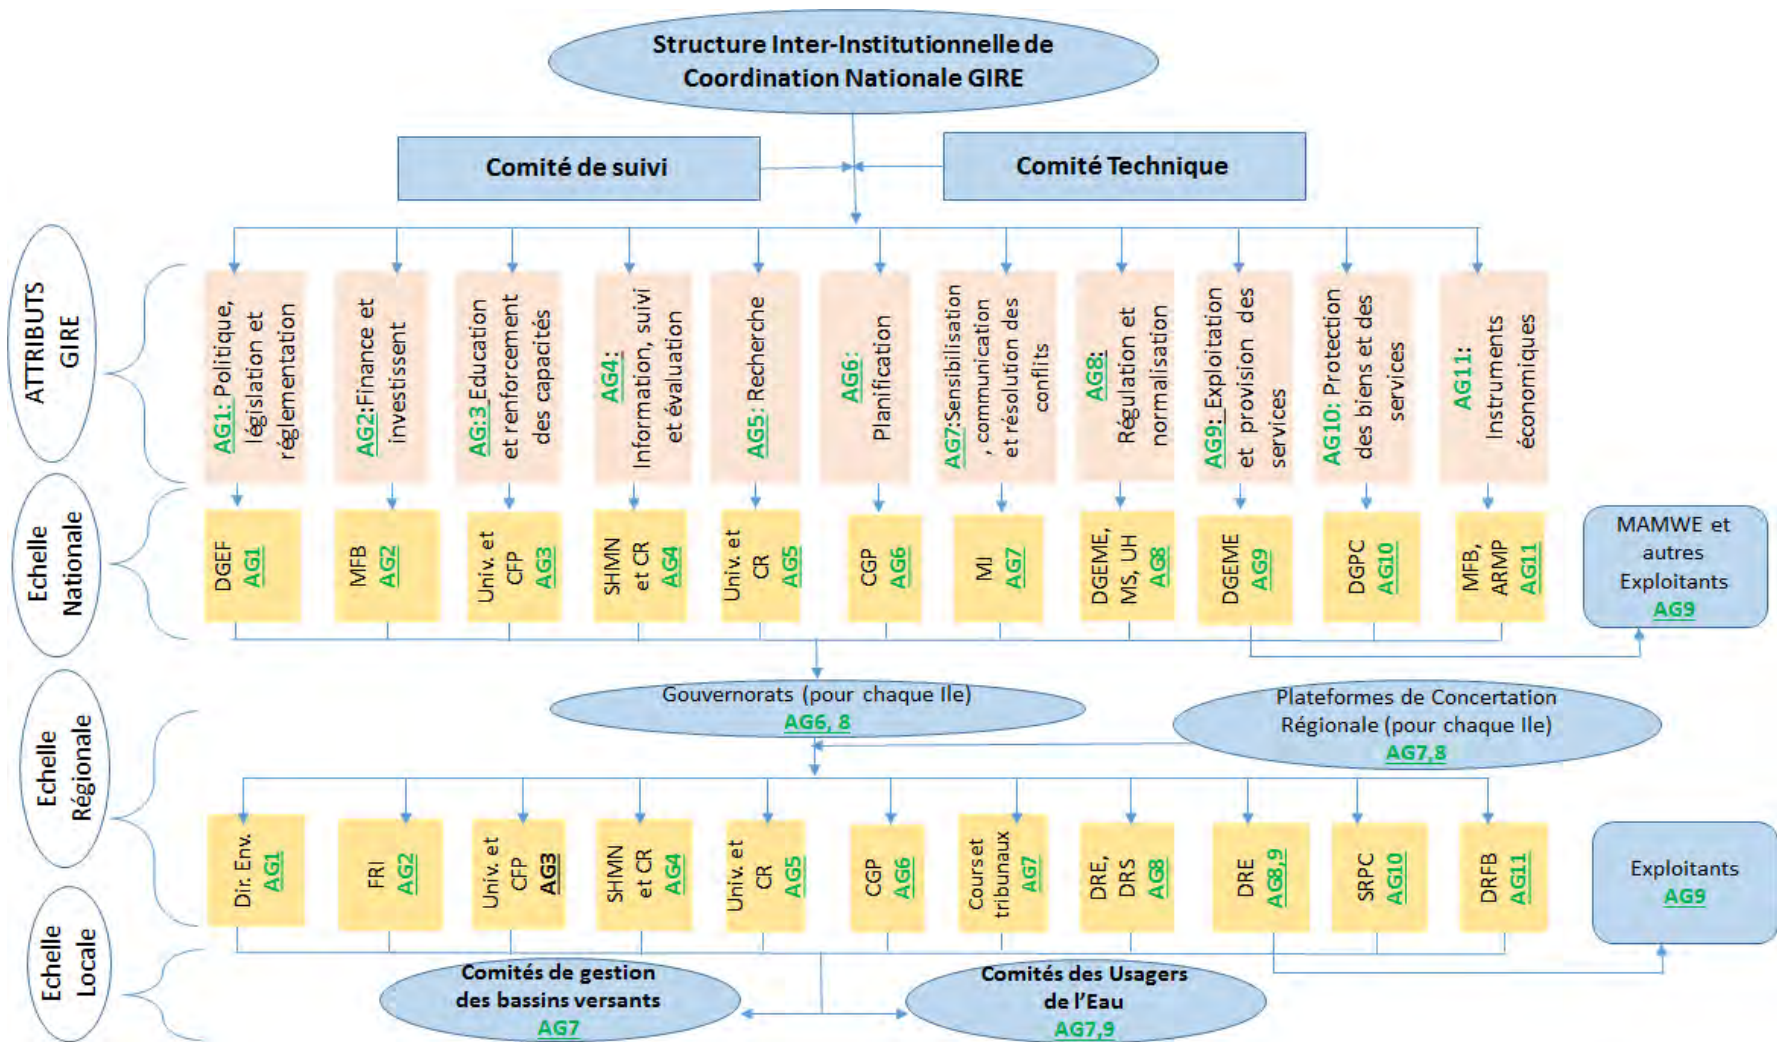 Structure Inter-Institutionnelle de
Coordination Nationale GIRE
Comité de suivi
Comité Technique
ATTRIBUTS
GIRE
AG1: Politique,
législation et
réglementation
AG2:Finance et
investissent
AG:3 Education
et renforcement
des capacités
AG4:
Information, suivi
et évaluation
AG5: Recherche
AG6:
Planification
AG7:Sensibilisation
, communication
et résolution des
conflits
AG8:
Régulation et
normalisation
AG9: Exploitation
et provision des
services
AG10: Protection
des biens et des
services
AG11:
Instruments
économiques
Echelle
Nationale
DGEF
AG1
MFB
AG2
Univ. et
CFP
AG3
SHMN
et CR
AG4
Univ. et
CR
AG5
CGP
AG6
MI
AG7
DGEME,
MS, UH
AG8
DGEME
AG9
DGPC
AG10
MFB,
ARMP
AG11
MAMWE et
autres
Exploitants
AG9
Echelle
Régionale
Gouvernorats (pour chaque Ile)
AG6, 8
Plateformes de Concertation
Régionale (pour chaque Ile)
AG7,8
Dir. Env.
AG1
FRI
AG2
Univ. et
CFP
AG3
SHMN
et CR
AG4
Univ. et
CR
AG5
CGP
AG6
Cours et
tribunaux
AG7
DRE,
DRS
AG8
DRE
AG8,9
SRPC
AG10
DRFB
AG11
Exploitants
AG9
Echelle
Locale
Comités de gestion
des bassins versants
AG7
Comités des Usagers
de l'Eau
AG7,9